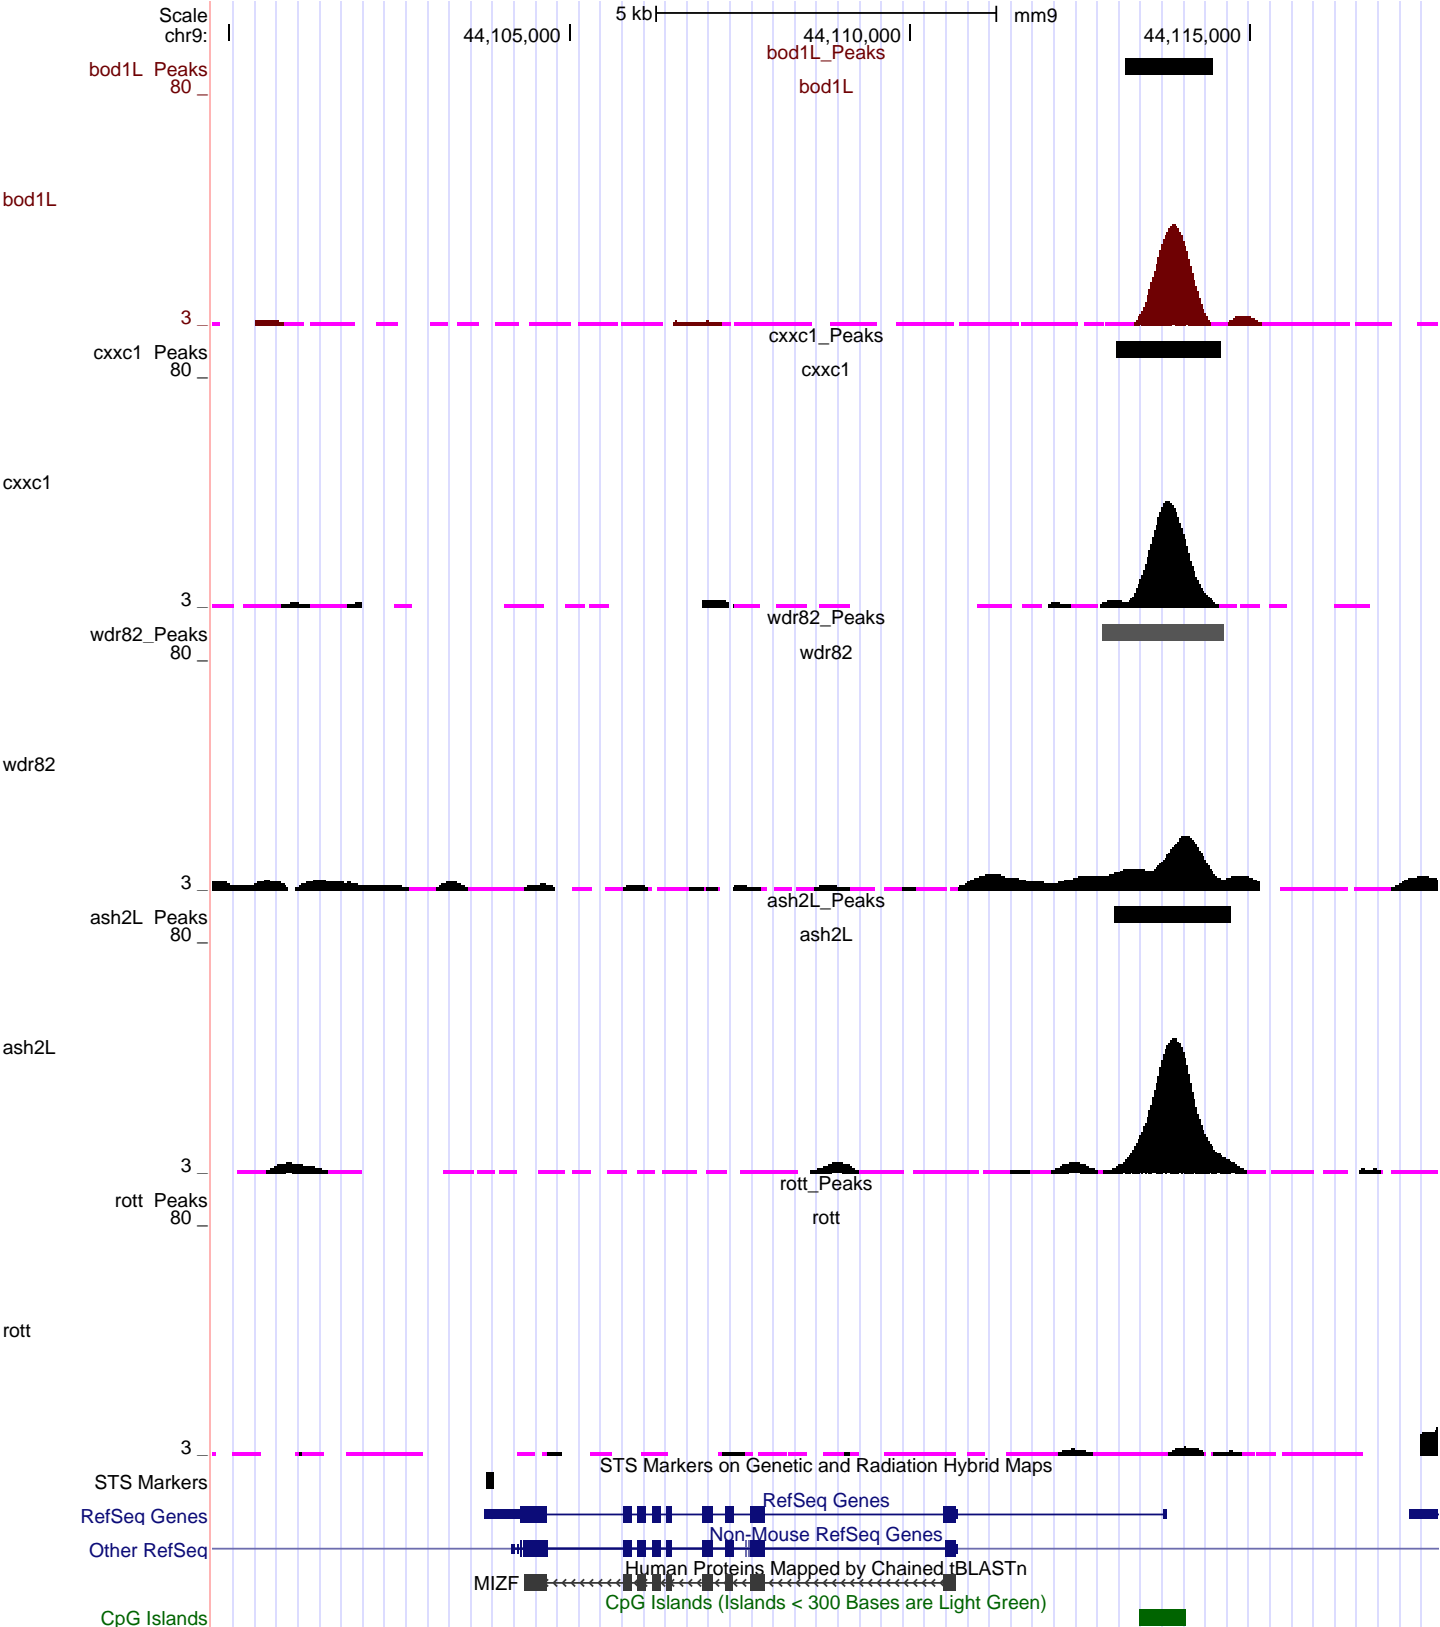 Scale 5 kb mm9
chr9: 44,105,000 44,110,000 44,115,000
bod1L_Peaks
bod1L Peaks
80 _ bod1L
bod1L
3 _
cxxc1_Peaks
cxxc1 Peaks
80 _ cxxc1
cxxc1
3 _
wdr82_Peaks
wdr82_Peaks
80 _ wdr82
wdr82
3 _
ash2L_Peaks
ash2L Peaks
80 _ ash2L
ash2L
3 _
rott_Peaks
rott Peaks
80 _ rott
rott
3 _
STS Markers on Genetic and Radiation Hybrid Maps
STS Markers
RefSeq Genes
RefSeq Genes
Non-Mouse RefSeq Genes
Other RefSeq
Human Proteins Mapped by Chained tBLASTn
MIZF
CpG Islands (Islands < 300 Bases are Light Green)
CpG Islands